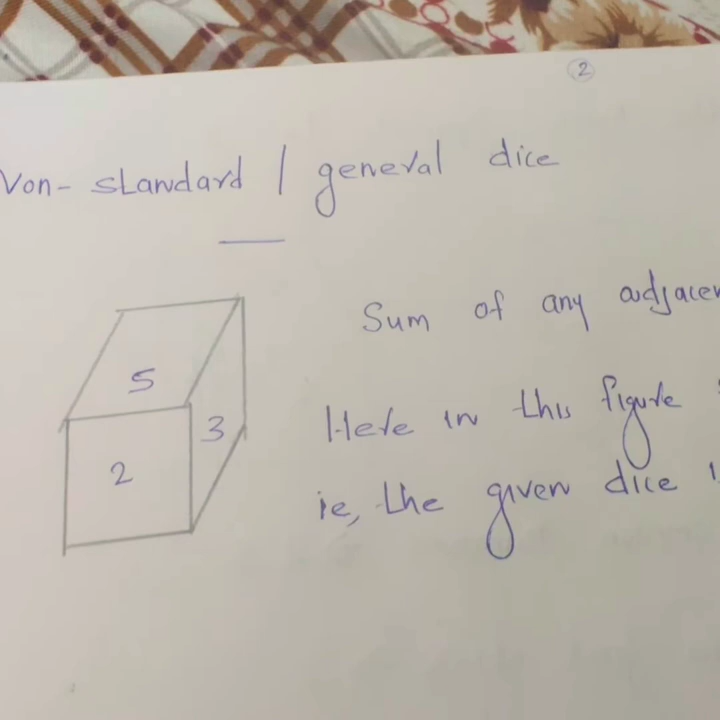 2
Non-standard / general dice
Sum of any
5
Here in this figure
3
2
ie, the given dice